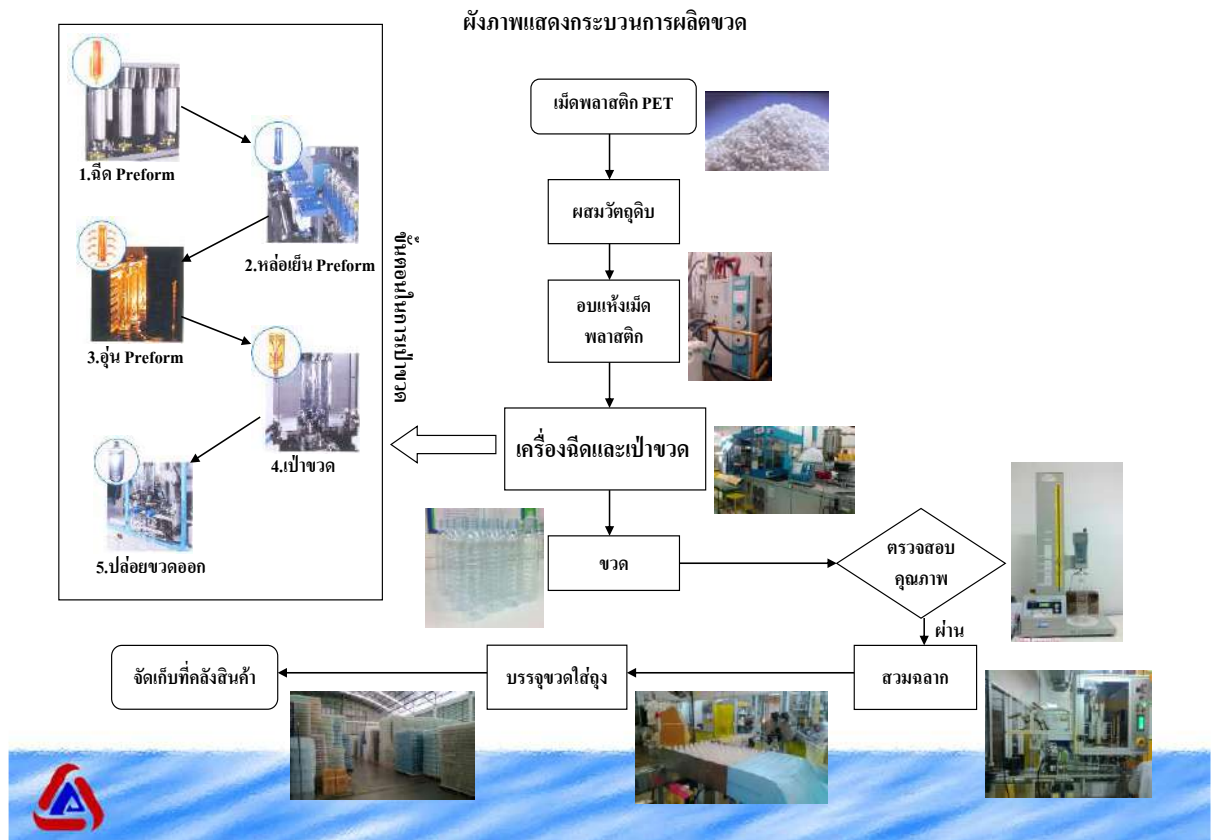 ผังภาพแสดงกระบวนการผลิตขวด
1.ฉีด Preform
2.หล่อเย็น Preform
3.อุ่น Preform
4.เป่าขวด
5.ปล่อยขวดออก
ขั้นตอนในการเป่าขวด
เม็ดพลาสติก PET
ผสมวัตถุดิบ
อบแห้งเม็ด
พลาสติก
เครื่องฉีดและเป่าขวด
ขวด
ตรวจสอบ
คุณภาพ
ผ่าน
สวมฉลาก
บรรจุขวดใส่ถุง
จัดเก็บที่คลังสินค้า